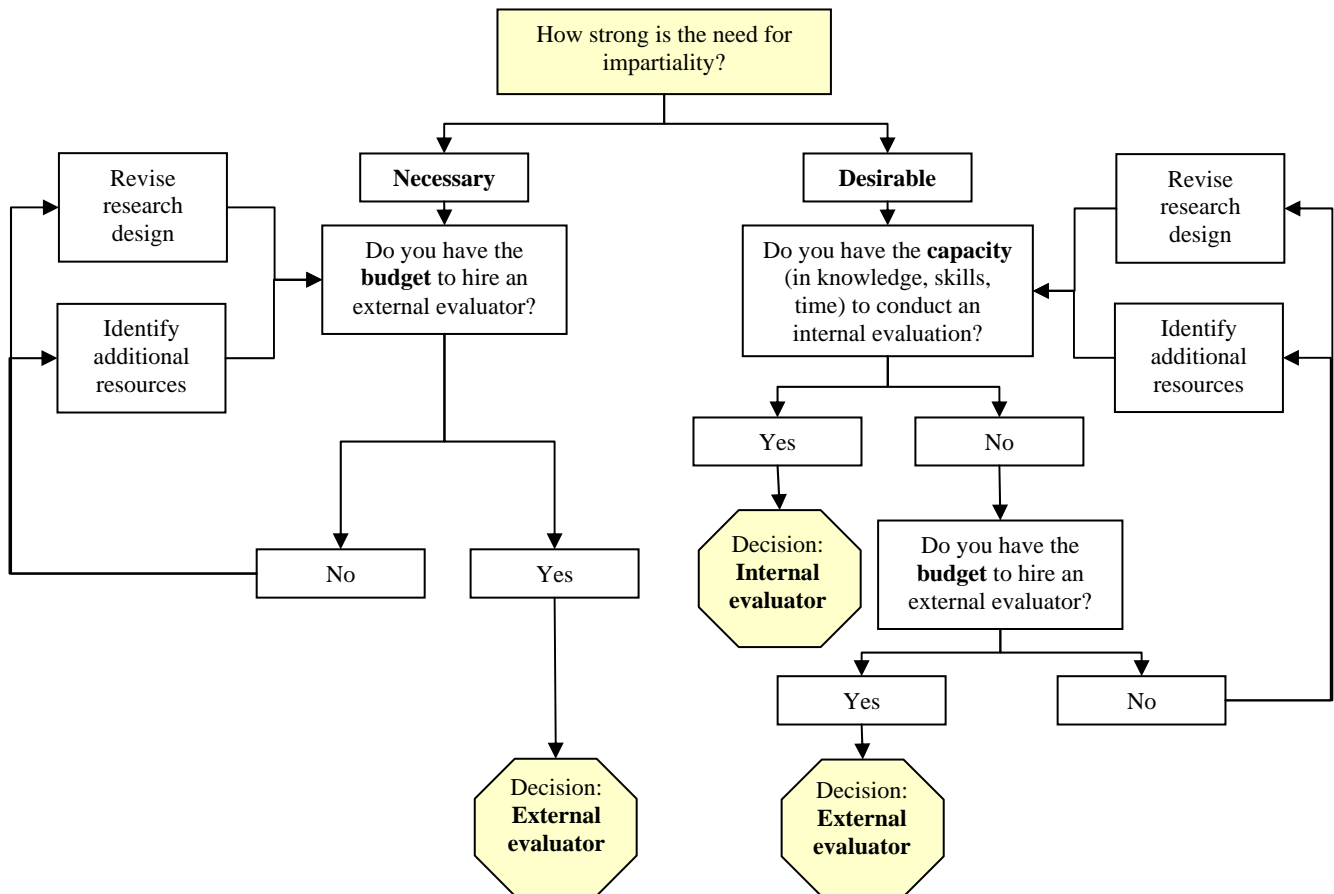 How strong is the need for
impartiality?
Necessary
Desirable
Revise
research
design
Do you have the
budget to hire an
external evaluator?
Identify
additional
resources
Do you have the capacity
(in knowledge, skills,
time) to conduct an
internal evaluation?
Revise
research
design
Identify
additional
resources
Yes
No
No
Yes
Decision:
Internal
evaluator
Do you have the
budget to hire an
external evaluator?
Yes
No
Decision:
External
evaluator
Decision:
External
evaluator